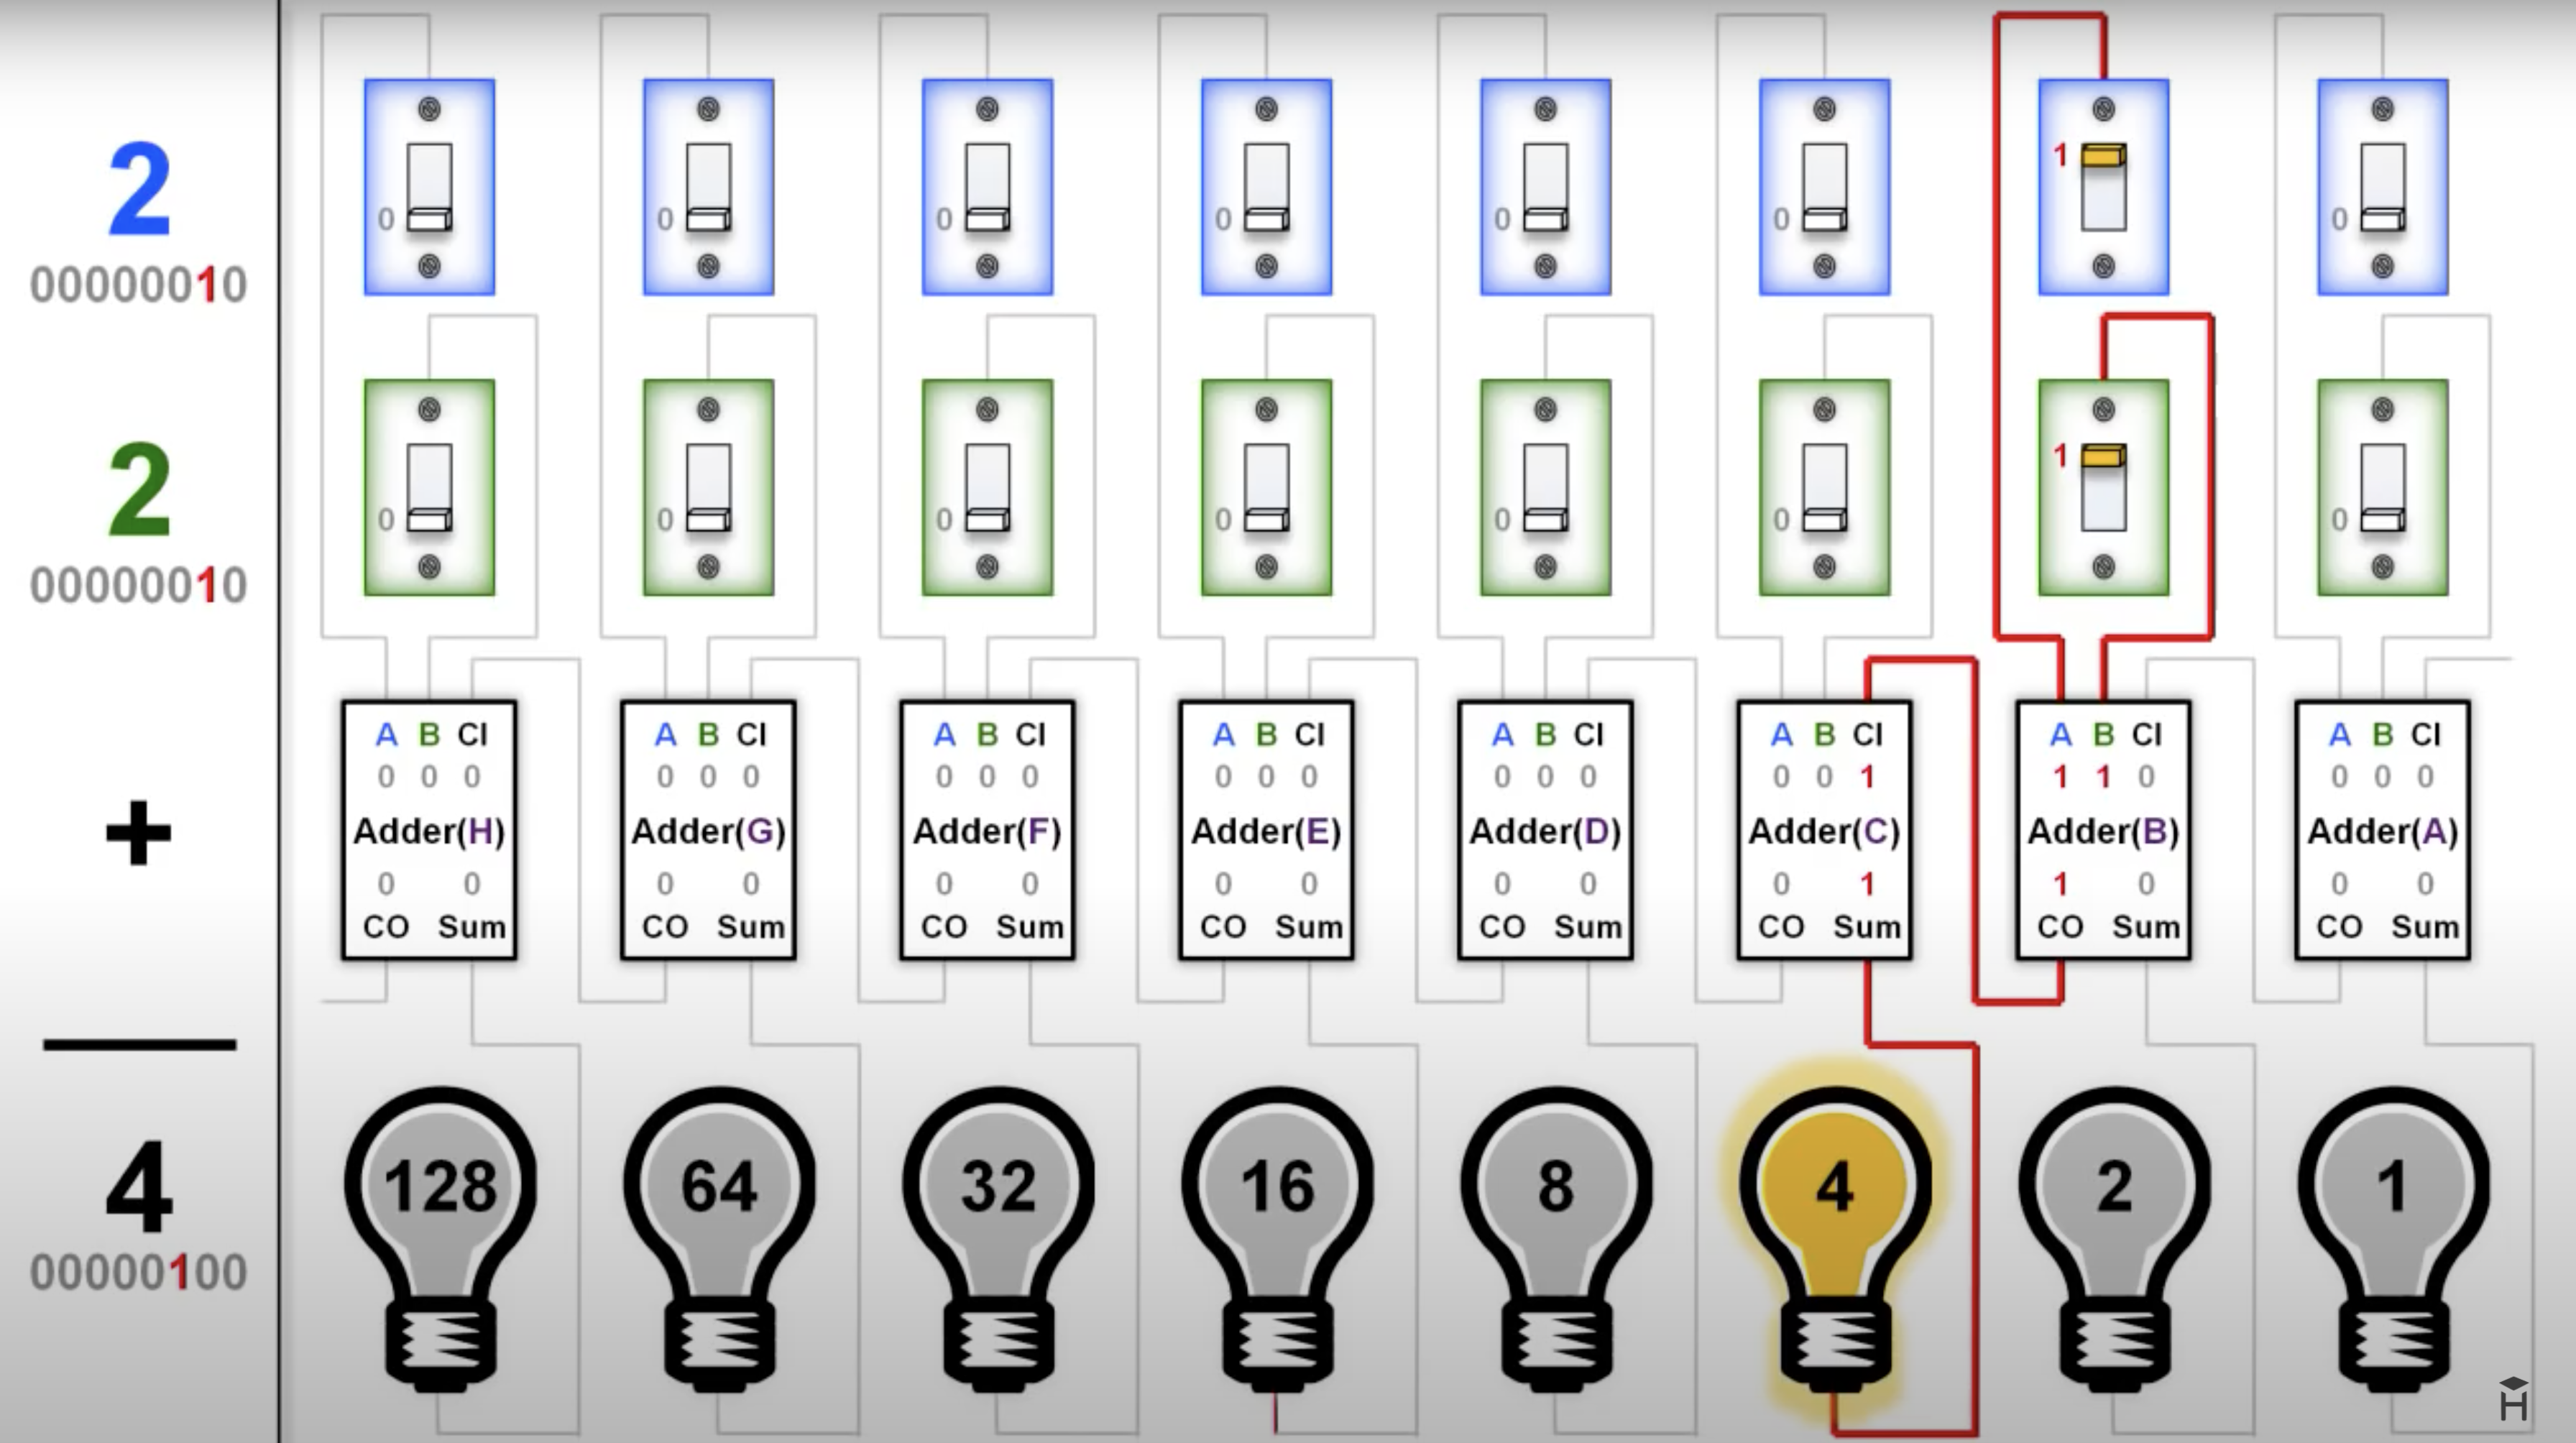 2
00000010
0 0 0 0 0 0 1 0
2
00000010
0 0 0 0 0 0 1 0
+
A B CI A B CI A B CI A B CI A B CI A B CI A B CI A B CI
0 0 0 0 0 0 0 0 0 0 0 0 0 0 0 0 0 1 1 1 0 0 0 0
Adder(H) Adder(G) Adder(F) Adder(E) Adder(D) Adder(C) Adder(B) Adder(A)
0 0 0 0 0 0 0 0 0 0 0 1 1 0 0 0
CO Sum CO Sum CO Sum CO Sum CO Sum CO Sum CO Sum CO Sum
4
00000100
128 64 32 16 8 4 2 1
H